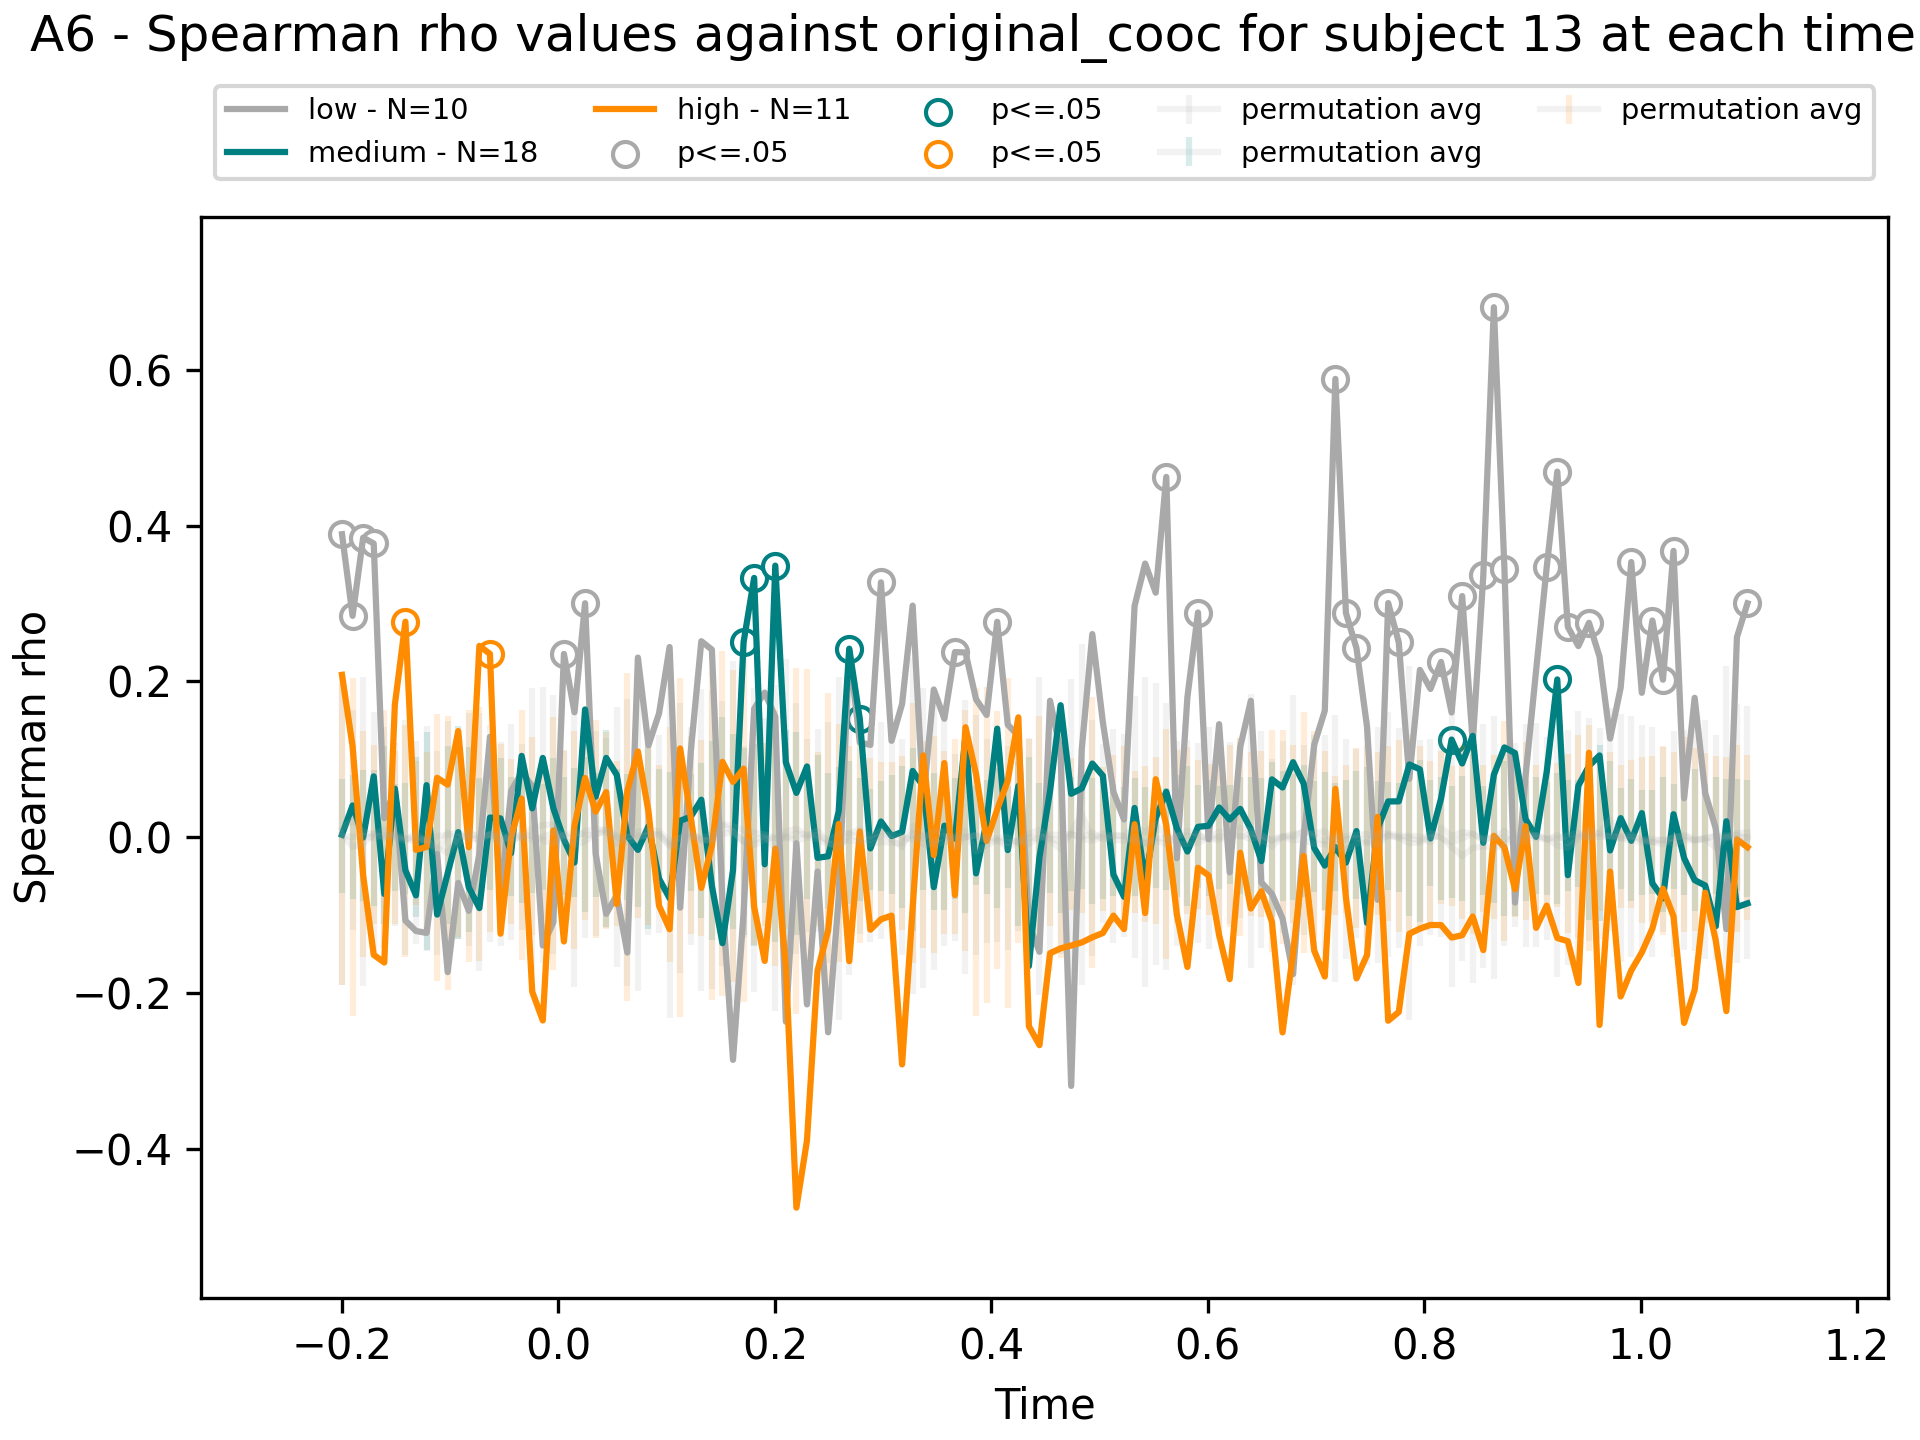 A6 - Spearman rho values against original_cooc for subject 13 at each time
low - N=10 high - N=11 p<=.05 permutation avg permutation avg
medium - N=18 p<=.05 p<=.05 permutation avg
Spearman rho
0.6
0.4
0.2
0.0
−0.2
−0.4
−0.2 0.0 0.2 0.4 0.6 0.8 1.0 1.2
Time